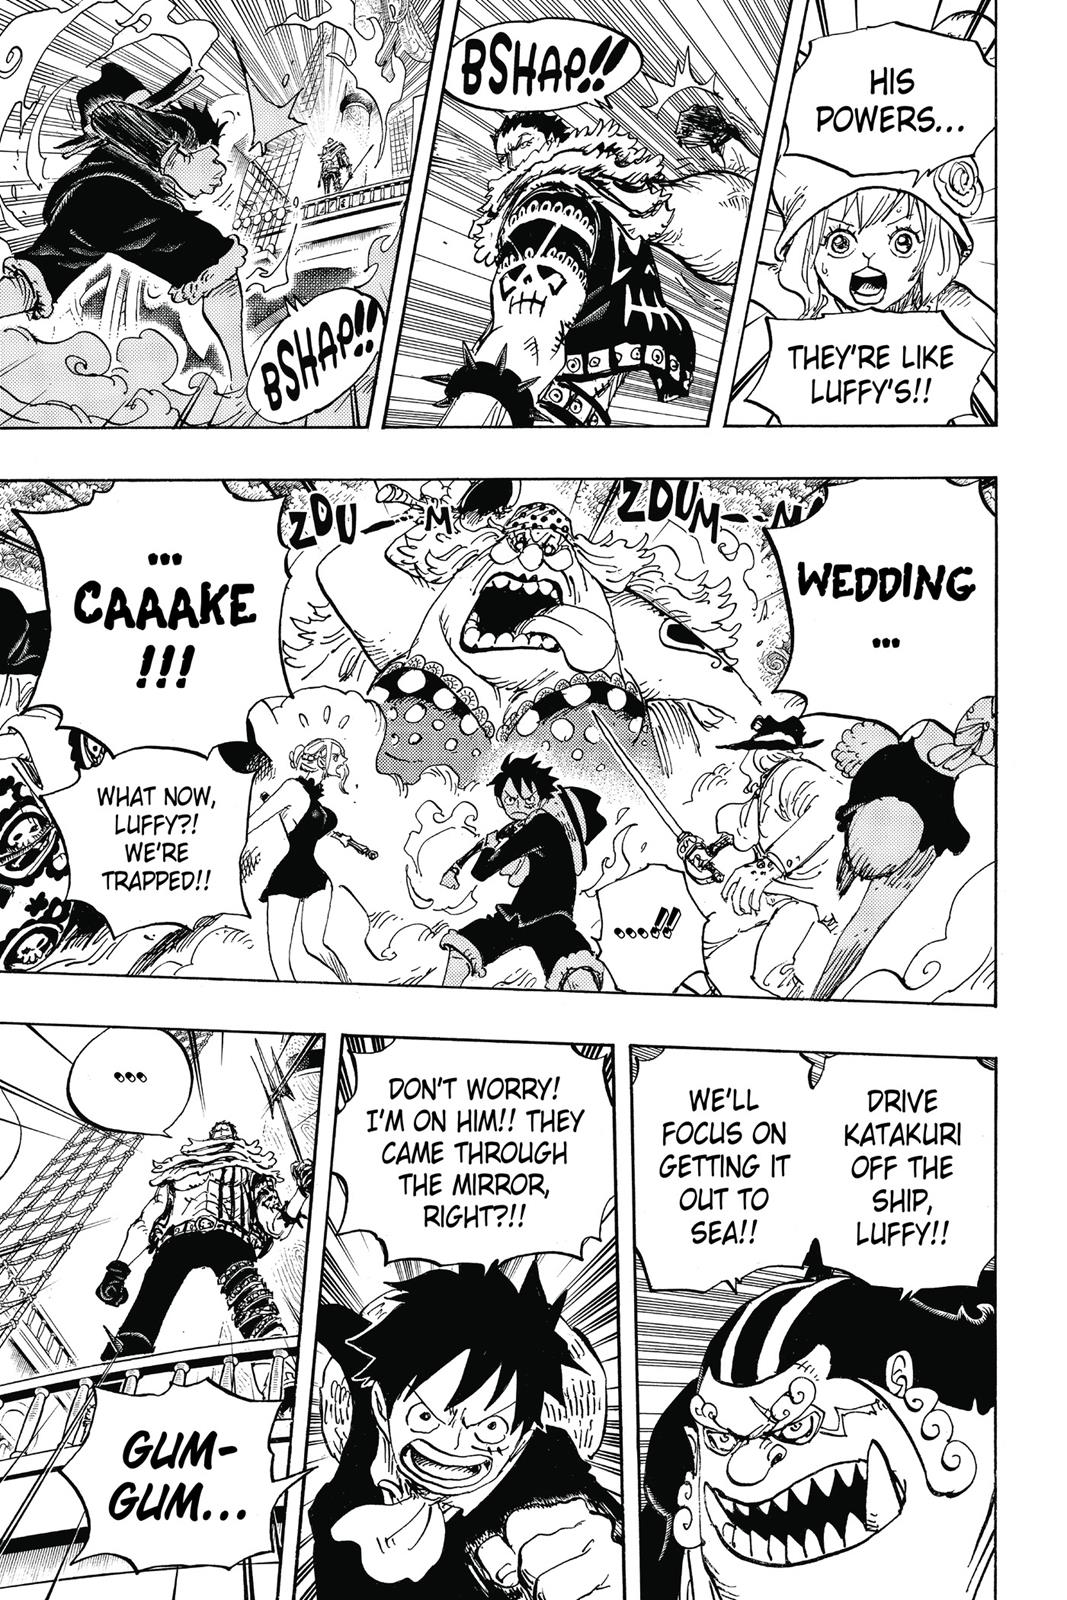 HIS
POWERS...
THEY'RE LIKE
LUFFY'S!!
BSHAP!!
BSHAP!!
WEDDING
...
ZDUM--M
ZDU--M
...
CAAAKE
!!!
...!!
WHAT NOW,
LUFFY?!
WE'RE
TRAPPED!!
DRIVE
KATAKURI
OFF THE
SHIP,
LUFFY!!
WE'LL
FOCUS ON
GETTING IT
OUT TO
SEA!!
DON'T WORRY!
I'M ON HIM!! THEY
CAME THROUGH
THE MIRROR,
RIGHT?!!
...
GUM-
GUM...